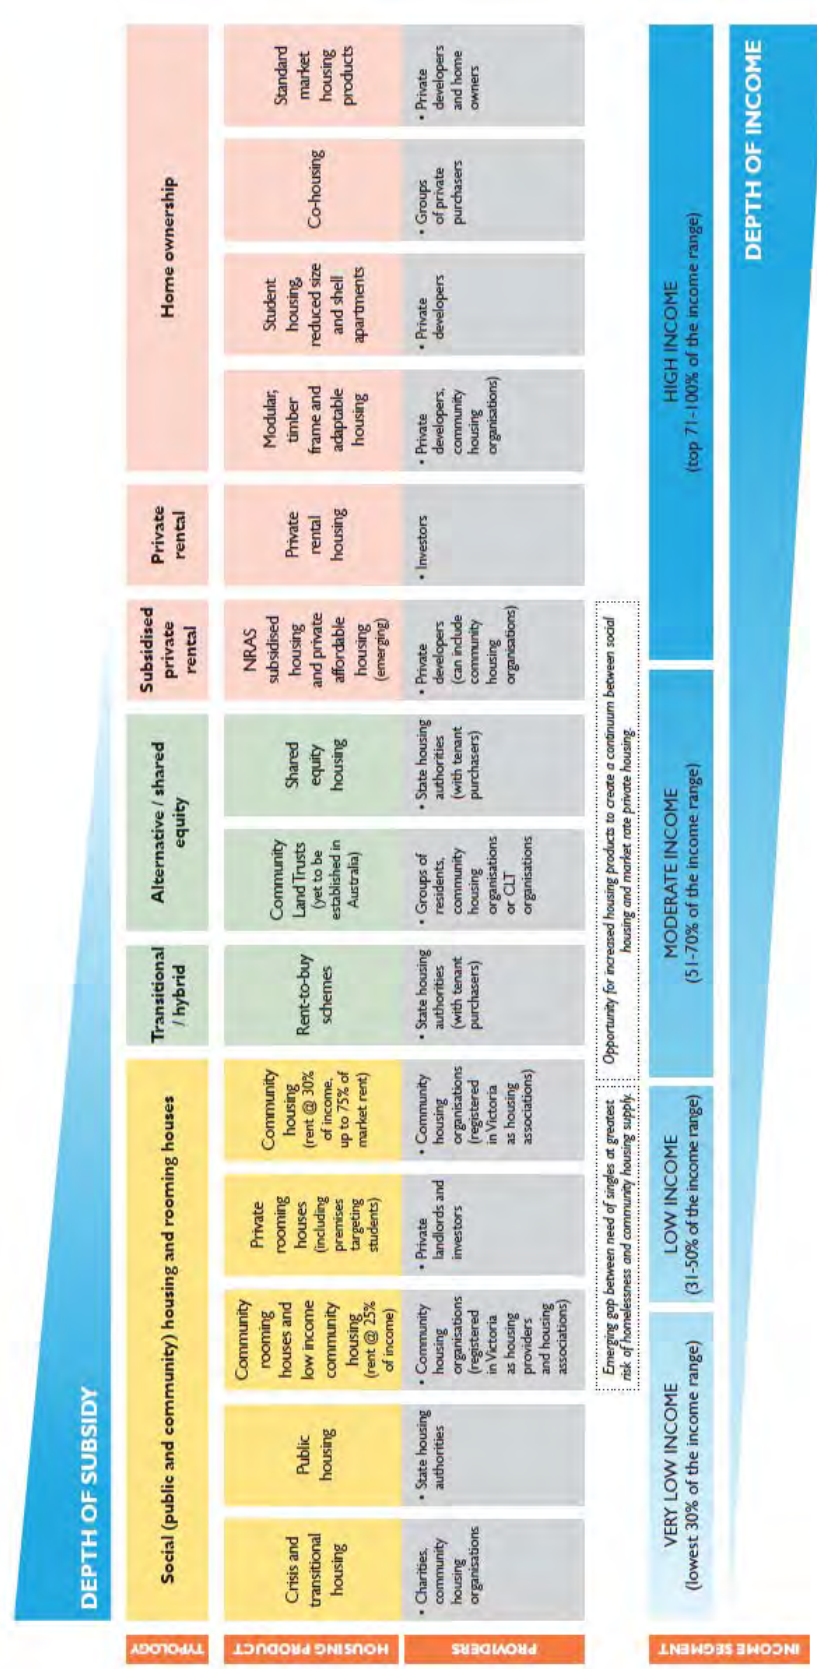 DEPTH OF SUBSIDY
TYPOLOGY
Social (public and community) housing and rooming houses
Transitional
/ hybrid
Alternative / shared
equity
Subsidised
private
rental
Private
rental
Home ownership
HOUSING PRODUCT
Crisis and
transitional
housing
Public
housing
Community
rooming
houses and
low income
community
housing
(rent @ 25%
of income)
Private
rooming
houses
(including
premises
targeting
students)
Community
housing
(rent @ 30%
of income,
up to 75% of
market rent)
Rent-to-buy
schemes
Community
Land Trusts
(yet to be
established in
Australia)
Shared
equity
housing
NRAS
subsidised
housing
and private
affordable
housing
(emerging)
Private
rental
housing
Modular,
timber
frame and
adaptable
housing
Student
housing,
reduced size
and shell
apartments
Co-housing
Standard
market
housing
products
PROVIDERS
• Charities,
community
housing
organisations
• State housing
authorities
• Community
housing
organisations
(registered
in Victoria
as housing
providers
and housing
associations)
• Private
landlords and
investors
• Community
housing
organisations
(registered
in Victoria
as housing
associations)
• State housing
authorities
(with tenant
purchasers)
• Groups of
residents,
community
housing
organisations
or CLT
organisations
• State housing
authorities
(with tenant
purchasers)
• Private
developers
(can include
community
housing
organisations)
• Investors
• Private
developers,
community
housing
organisations)
• Private
developers
• Groups
of private
purchasers
• Private
developers
and home
owners
Emerging gap between need of singles at greatest
risk of homelessness and community housing supply.
Opportunity for increased housing products to create a continuum between social
housing and market rate private housing.
INCOME SEGMENT
VERY LOW INCOME
(lowest 30% of the income range)
LOW INCOME
(31-50% of the income range)
MODERATE INCOME
(51-70% of the income range)
HIGH INCOME
(top 71-100% of the income range)
DEPTH OF INCOME